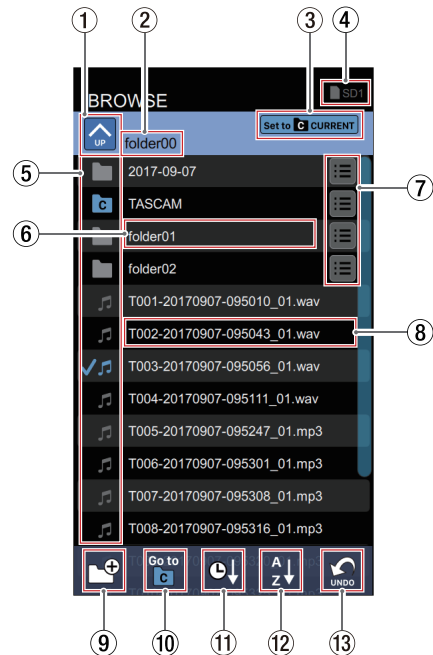 1 2 3 4
SD1
BROWSE
Set to C CURRENT
UP
folder00
5
2017-09-07
7
C TASCAM
6
folder01
folder02
T001-20170907-095010_01.wav
T002-20170907-095043_01.wav
8
T003-20170907-095056_01.wav
T004-20170907-095111_01.wav
T005-20170907-095247_01.mp3
T006-20170907-095301_01.mp3
T007-20170907-095308_01.mp3
T008-20170907-095316_01.mp3
Go to
C
A
Z
UNDO
9 10 11 12 13